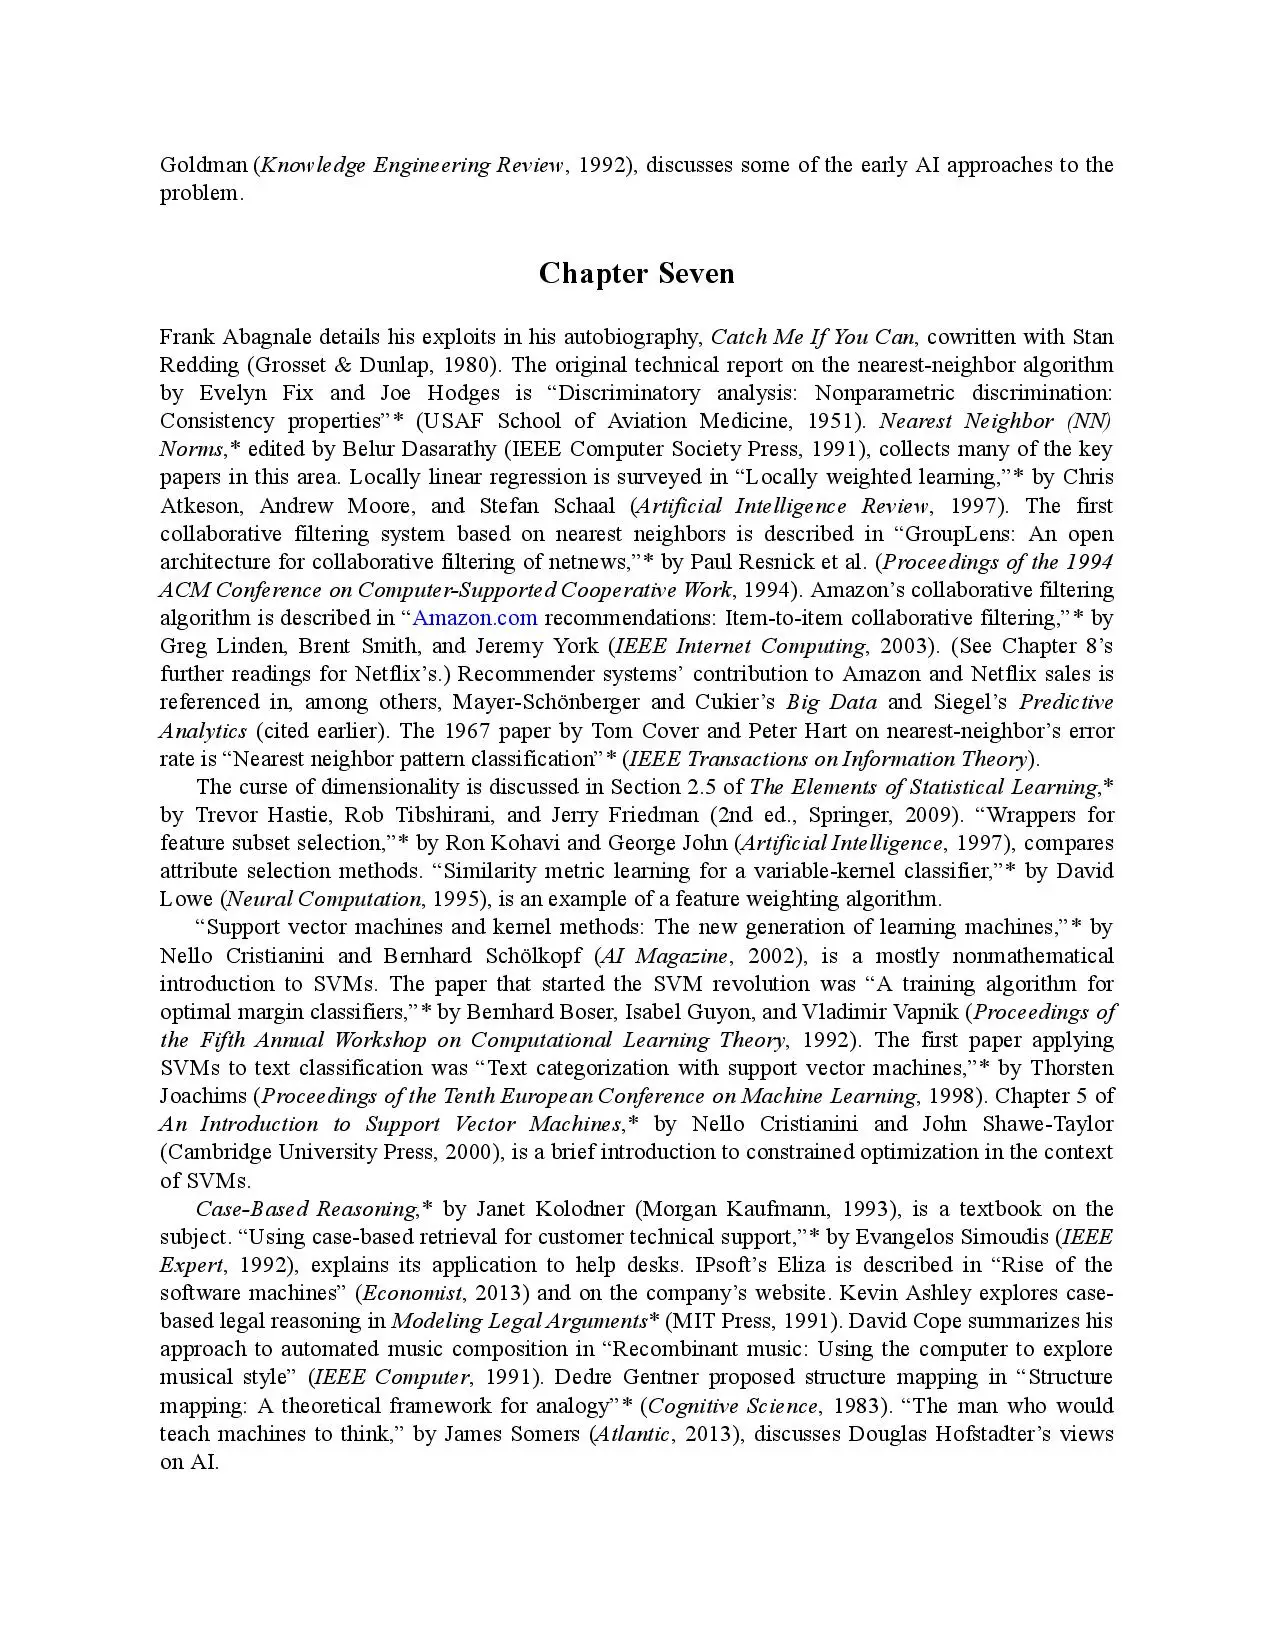 Goldman (Knowledge Engineering Review, 1992), discusses some of the early AI approaches to the
problem.
Chapter Seven
Frank Abagnale details his exploits in his autobiography, Catch Me If You Can, cowritten with Stan
Redding (Grosset & Dunlap, 1980). The original technical report on the nearest-neighbor algorithm
by Evelyn Fix and Joe Hodges is “Discriminatory analysis: Nonparametric discrimination:
Consistency properties”* (USAF School of Aviation Medicine, 1951). Nearest Neighbor (NN)
Norms,* edited by Belur Dasarathy (IEEE Computer Society Press, 1991), collects many of the key
papers in this area. Locally linear regression is surveyed in “Locally weighted learning,”* by Chris
Atkeson, Andrew Moore, and Stefan Schaal (Artificial Intelligence Review, 1997). The first
collaborative filtering system based on nearest neighbors is described in “GroupLens: An open
architecture for collaborative filtering of netnews,”* by Paul Resnick et al. (Proceedings of the 1994
ACM Conference on Computer-Supported Cooperative Work, 1994). Amazon’s collaborative filtering
algorithm is described in “Amazon.com recommendations: Item-to-item collaborative filtering,”* by
Greg Linden, Brent Smith, and Jeremy York (IEEE Internet Computing, 2003). (See Chapter 8’s
further readings for Netflix’s.) Recommender systems’ contribution to Amazon and Netflix sales is
referenced in, among others, Mayer-Schönberger and Cukier’s Big Data and Siegel’s Predictive
Analytics (cited earlier). The 1967 paper by Tom Cover and Peter Hart on nearest-neighbor’s error
rate is “Nearest neighbor pattern classification”* (IEEE Transactions on Information Theory).
The curse of dimensionality is discussed in Section 2.5 of The Elements of Statistical Learning,*
by Trevor Hastie, Rob Tibshirani, and Jerry Friedman (2nd ed., Springer, 2009). “Wrappers for
feature subset selection,”* by Ron Kohavi and George John (Artificial Intelligence, 1997), compares
attribute selection methods. “Similarity metric learning for a variable-kernel classifier,”* by David
Lowe (Neural Computation, 1995), is an example of a feature weighting algorithm.
“Support vector machines and kernel methods: The new generation of learning machines,”* by
Nello Cristianini and Bernhard Schölkopf (AI Magazine, 2002), is a mostly nonmathematical
introduction to SVMs. The paper that started the SVM revolution was “A training algorithm for
optimal margin classifiers,”* by Bernhard Boser, Isabel Guyon, and Vladimir Vapnik (Proceedings of
the Fifth Annual Workshop on Computational Learning Theory, 1992). The first paper applying
SVMs to text classification was “Text categorization with support vector machines,”* by Thorsten
Joachims (Proceedings of the Tenth European Conference on Machine Learning, 1998). Chapter 5 of
An Introduction to Support Vector Machines,* by Nello Cristianini and John Shawe-Taylor
(Cambridge University Press, 2000), is a brief introduction to constrained optimization in the context
of SVMs.
Case-Based Reasoning,* by Janet Kolodner (Morgan Kaufmann, 1993), is a textbook on the
subject. “Using case-based retrieval for customer technical support,”* by Evangelos Simoudis (IEEE
Expert, 1992), explains its application to help desks. IPsoft’s Eliza is described in “Rise of the
software machines” (Economist, 2013) and on the company’s website. Kevin Ashley explores case-
based legal reasoning in Modeling Legal Arguments* (MIT Press, 1991). David Cope summarizes his
approach to automated music composition in “Recombinant music: Using the computer to explore
musical style” (IEEE Computer, 1991). Dedre Gentner proposed structure mapping in “Structure
mapping: A theoretical framework for analogy”* (Cognitive Science, 1983). “The man who would
teach machines to think,” by James Somers (Atlantic, 2013), discusses Douglas Hofstadter’s views
on AI.